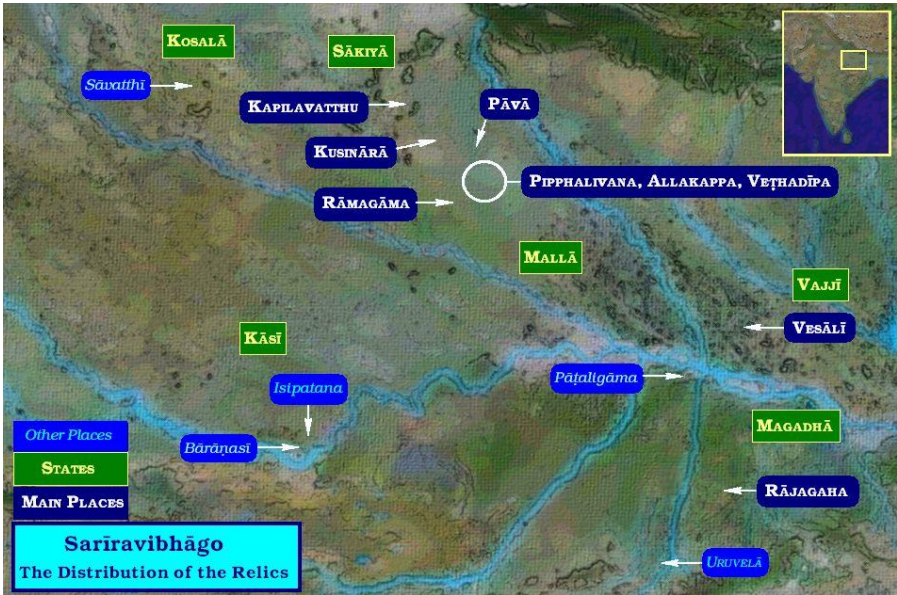 Kosalā
Sākiyā
Sāvatthī
Kapilavatthu
Pāvā
Kusinārā
Pipphalivana, Allakappa, Veṭhadīpa
Rāmagāma
Mallā
Vajjī
Vesālī
Kāsī
Isipatana
Pāṭaligāma
Magadhā
Bārāṇasī
Rājagaha
Uruvelā
Other Places
States
Main Places
Sarīravibhāgo
The Distribution of the Relics